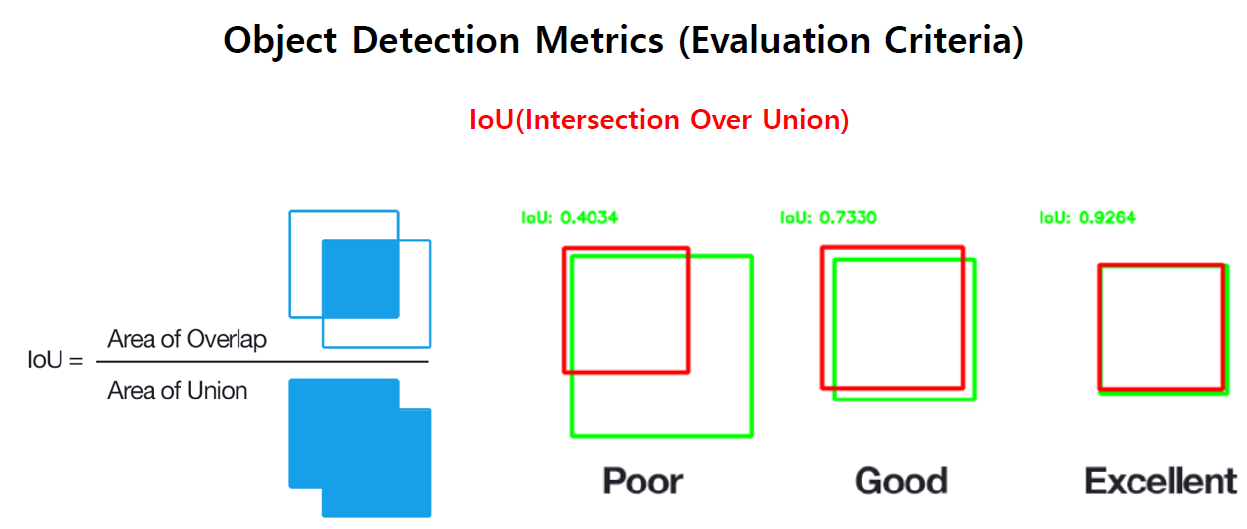 Object Detection Metrics (Evaluation Criteria)
IoU(Intersection Over Union)
IoU: 0.4034
IoU: 0.7330
IoU: 0.9264
IoU =
Area of Overlap
Area of Union
Poor
Good
Excellent